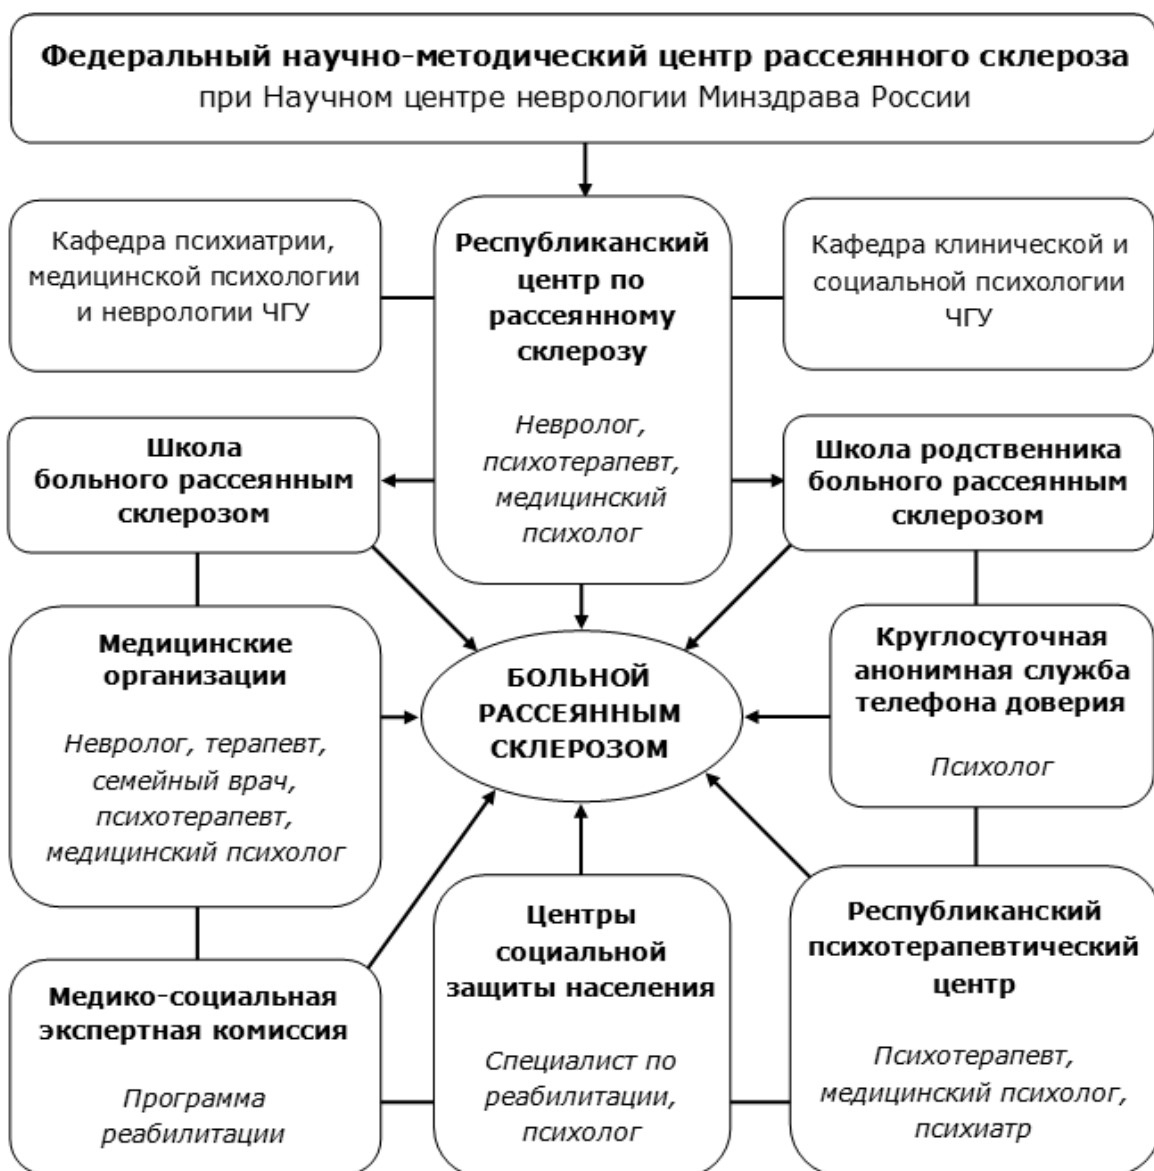 Федеральный научно-методический центр рассеянного склероза
при Научном центре неврологии Минздрава России
Кафедра психиатрии,
медицинской психологии
и неврологии ЧГУ
Республиканский
центр по
рассеянному
склерозу
Невролог,
психотерапевт,
медицинский
психолог
Кафедра клинической и
социальной психологии
ЧГУ
Школа
больного рассеянным
склерозом
Школа родственника
больного рассеянным
склерозом
Медицинские
организации
Невролог, терапевт,
семейный врач,
психотерапевт,
медицинский психолог
БОЛЬНОЙ
РАССЕЯННЫМ
СКЛЕРОЗОМ
Круглосуточная
анонимная служба
телефона доверия
Психолог
Медико-социальная
экспертная комиссия
Программа
реабилитации
Центры
социальной
защиты населения
Специалист по
реабилитации,
психолог
Республиканский
психотерапевтический
центр
Психотерапевт,
медицинский психолог,
психиатр